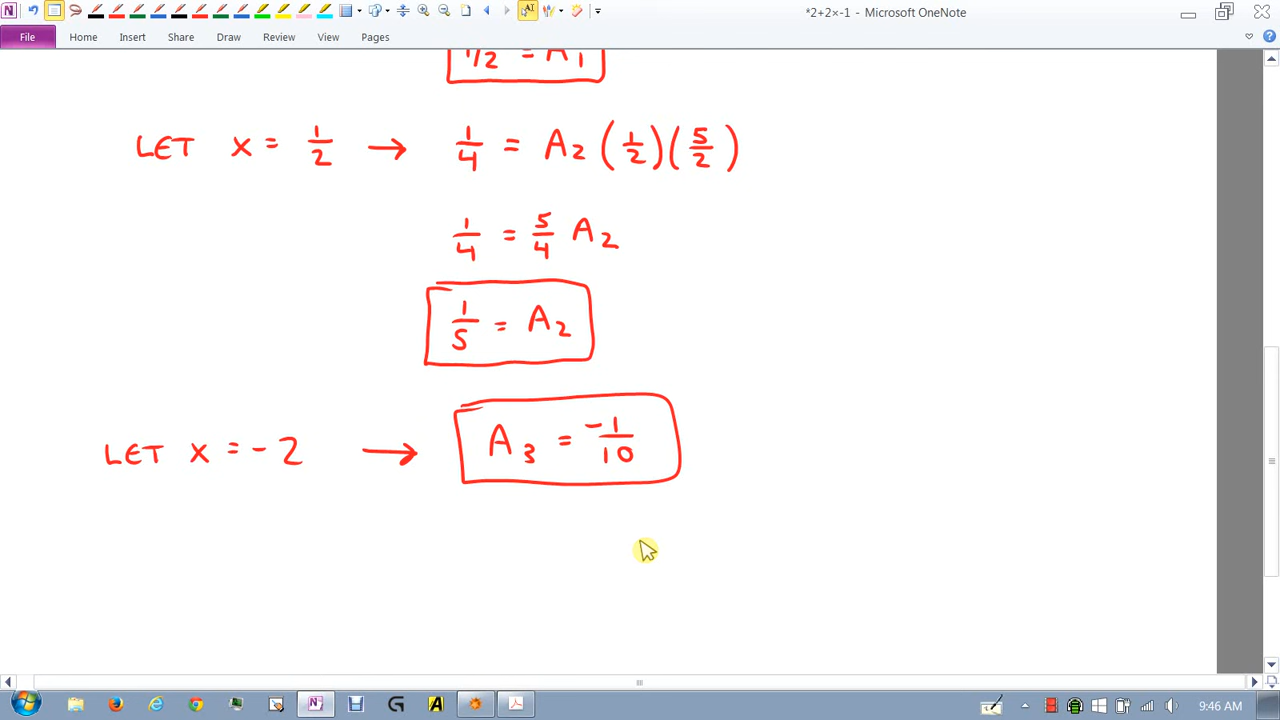 *2+2×-1 - Microsoft OneNote
File Home Insert Share Draw Review View Pages
1/2 = A1
LET x = 1/2 → 1/4 = A2 (1/2)(5/2)
1/4 = 5/4 A2
1/5 = A2
LET x = -2 → A3 = -1/10
9:46 AM